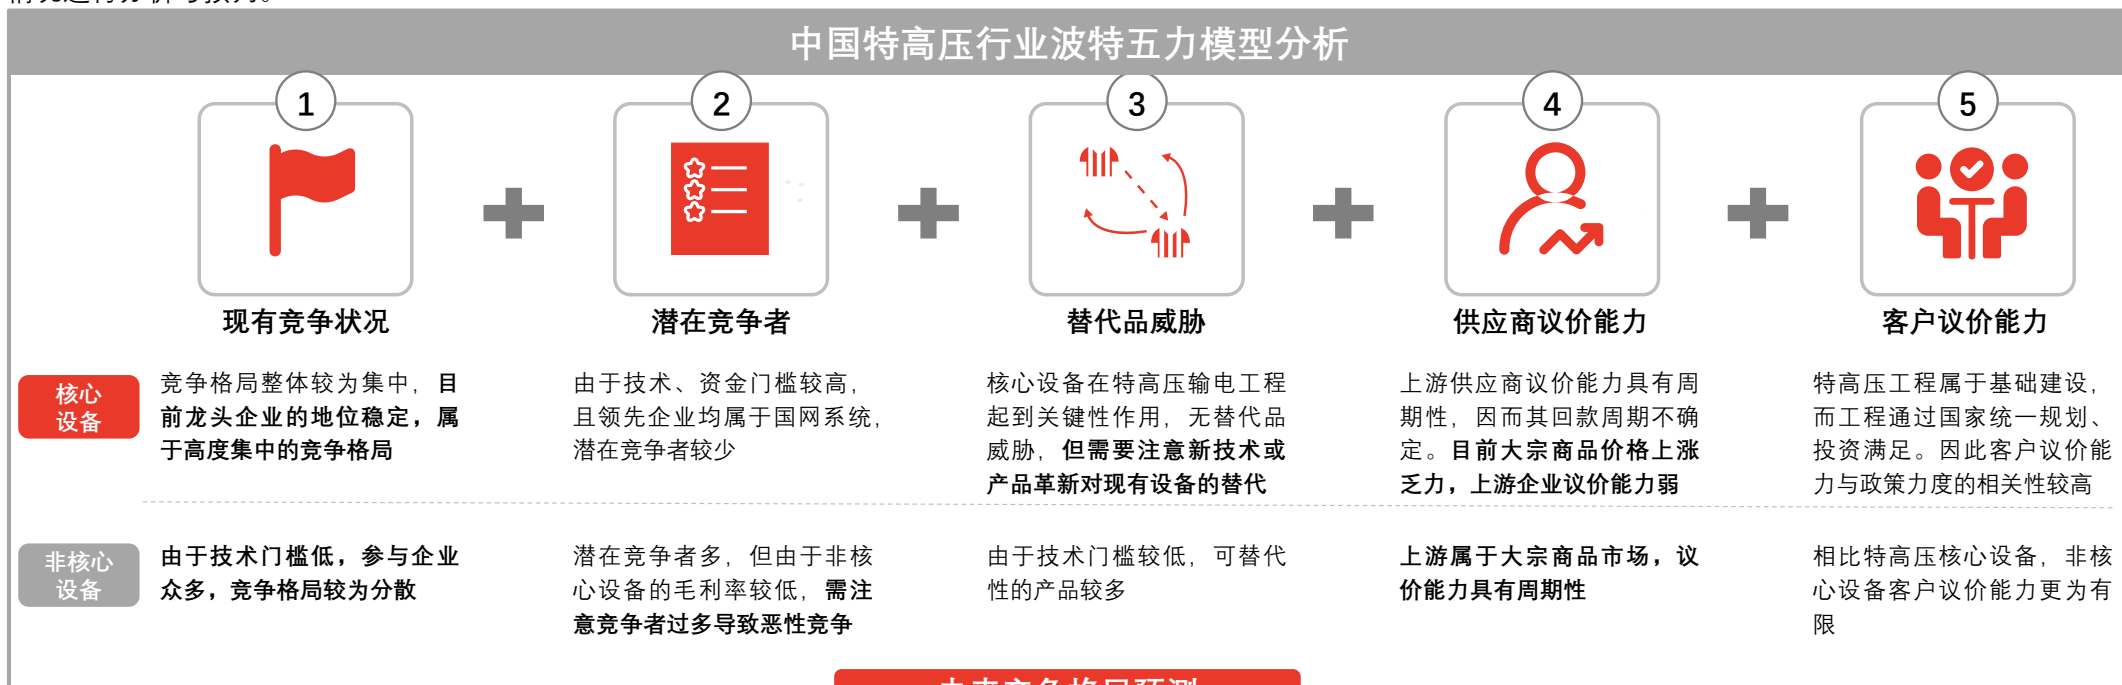 中国特高压行业波特五力模型分析
1
2
3
4
5
现有竞争状况
潜在竞争者
替代品威胁
供应商议价能力
客户议价能力
核心
设备
竞争格局整体较为集中，目
前龙头企业的地位稳定，属
于高度集中的竞争格局
由于技术、资金门槛较高，
且领先企业均属于国网系统，
潜在竞争者较少
核心设备在特高压输电工程
起到关键性作用，无替代品
威胁，但需要注意新技术或
产品革新对现有设备的替代
上游供应商议价能力具有周
期性，因而其回款周期不确
定。目前大宗商品价格上涨
乏力，上游企业议价能力弱
特高压工程属于基础建设，
而工程通过国家统一规划、
投资满足。因此客户议价能
力与政策力度的相关性较高
非核心
设备
由于技术门槛低，参与企业
众多，竞争格局较为分散
潜在竞争者多，但由于非核
心设备的毛利率较低，需注
意竞争者过多导致恶性竞争
由于技术门槛较低，可替代
性的产品较多
上游属于大宗商品市场，议
价能力具有周期性
相比特高压核心设备，非核
心设备客户议价能力更为有
限